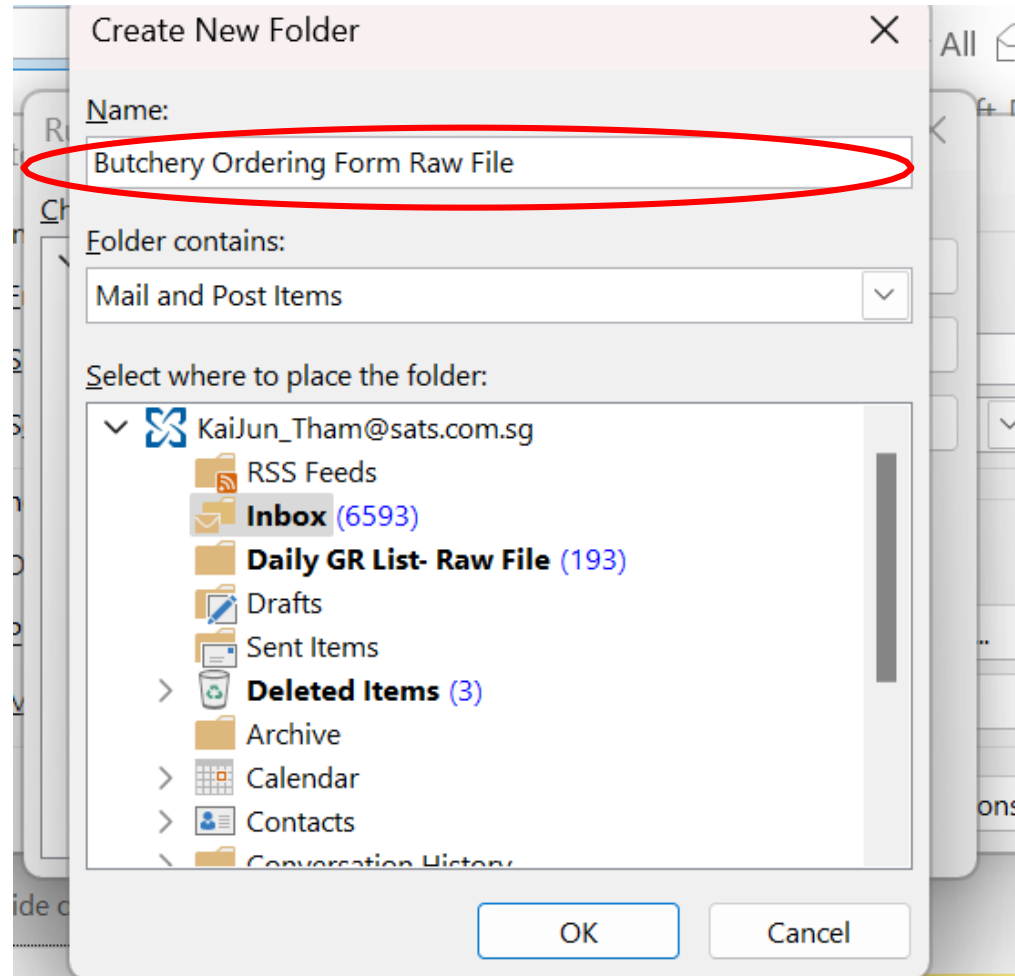 Create New Folder
All
Name:
Butchery Ordering Form Raw File
Folder contains:
Mail and Post Items
Select where to place the folder:
KaiJun_Tham@sats.com.sg
RSS Feeds
Inbox (6593)
Daily GR List- Raw File (193)
Drafts
Sent Items
Deleted Items (3)
Archive
Calendar
Contacts
Conversation History
OK
Cancel